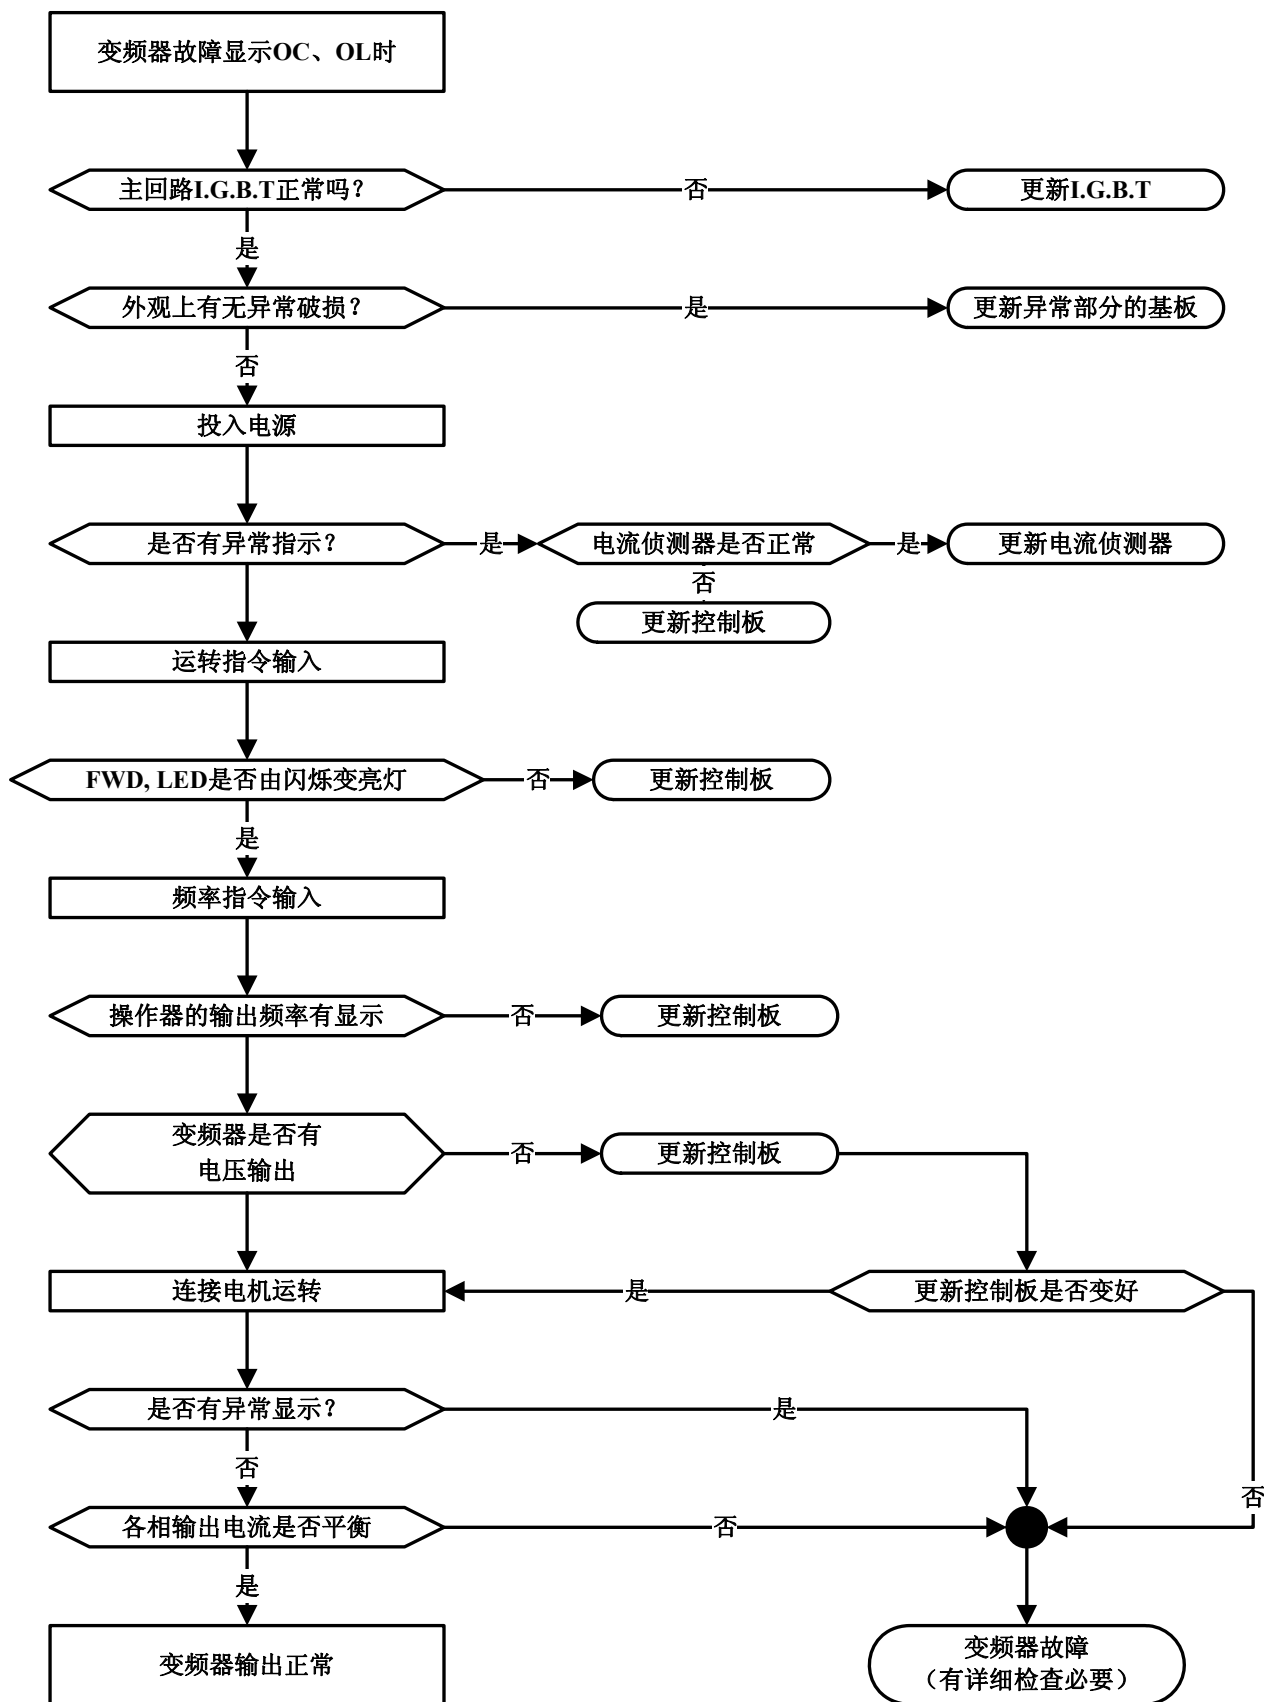 变频器故障显示OC、OL时
主回路I.G.B.T正常吗？
否
更新I.G.B.T
是
外观上有无异常破损？
是
更新异常部分的基板
否
投入电源
是否有异常指示？
是
电流侦测器是否正常
是
更新电流侦测器
否
更新控制板
运转指令输入
FWD, LED是否由闪烁变亮灯
否
更新控制板
是
频率指令输入
操作器的输出频率有显示
否
更新控制板
变频器是否有
电压输出
否
更新控制板
连接电机运转
是
更新控制板是否变好
是否有异常显示？
是
否
否
各相输出电流是否平衡
否
是
变频器输出正常
变频器故障
（有详细检查必要）